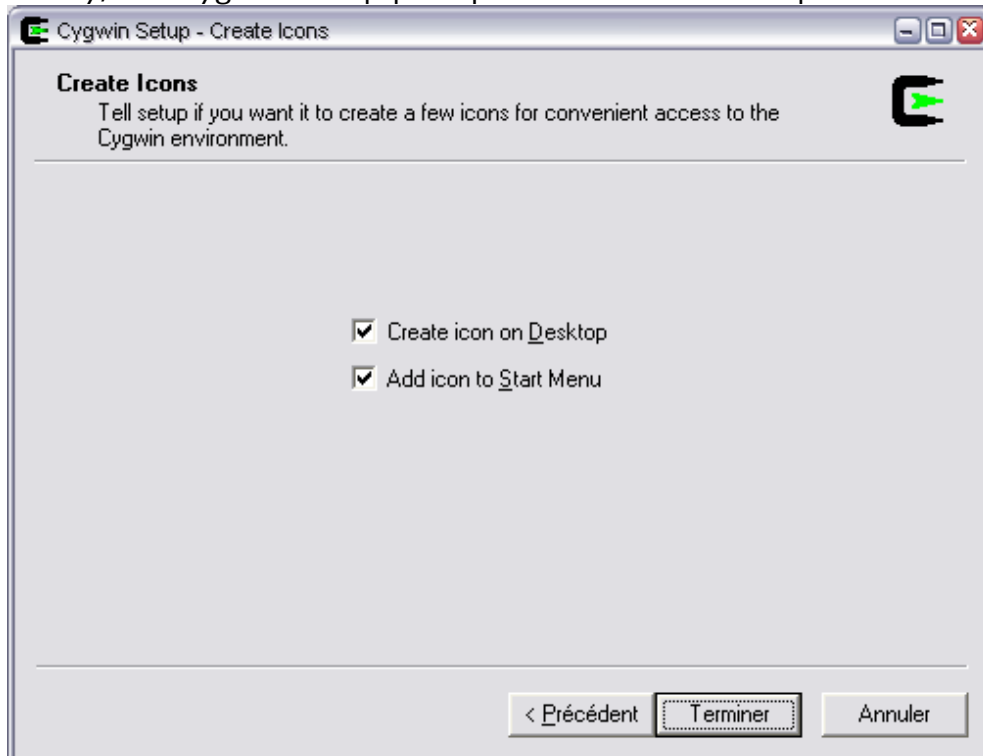 Cygwin Setup - Create Icons
Create Icons
Tell setup if you want it to create a few icons for convenient access to the
Cygwin environment.
Create icon on Desktop
Add icon to Start Menu
< Précédent Terminer Annuler